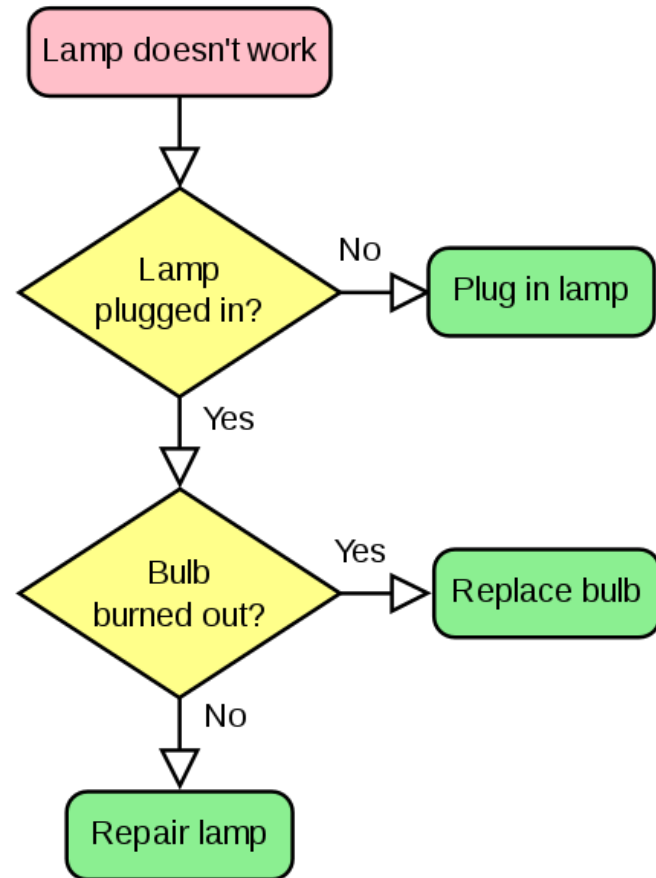 Lamp doesn't work
Lamp
plugged in?
No
Plug in lamp
Yes
Bulb
burned out?
Yes
Replace bulb
No
Repair lamp